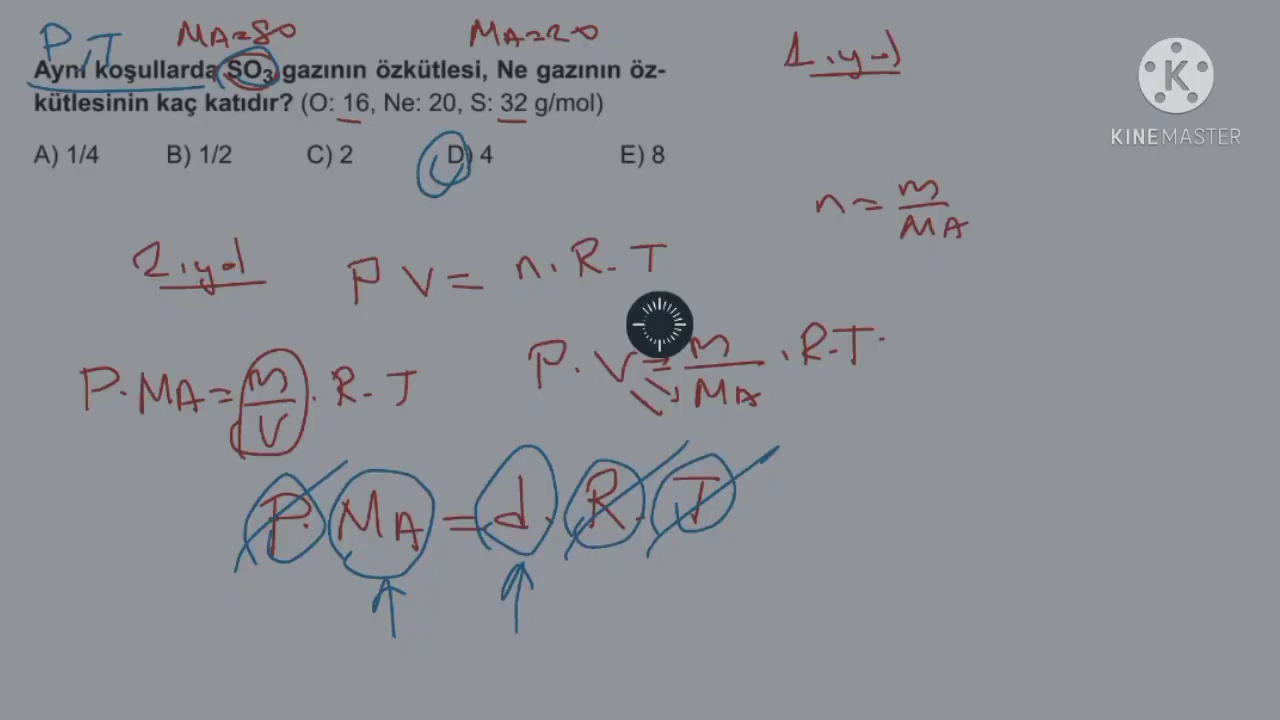 P,T MA=80 MA=20 1.yol
Aynı koşullarda SO₃ gazının özkütlesi, Ne gazının öz-
kütlesinin kaç katıdır? (O: 16, Ne: 20, S: 32 g/mol)
KINEMASTER
A) 1/4 B) 1/2 C) 2 D) 4 E) 8
n = m/MA
2.yol PV = n.R.T
P.V = m/MA .R.T.
P.MA = m/V .R.T
P.MA = d.R.T